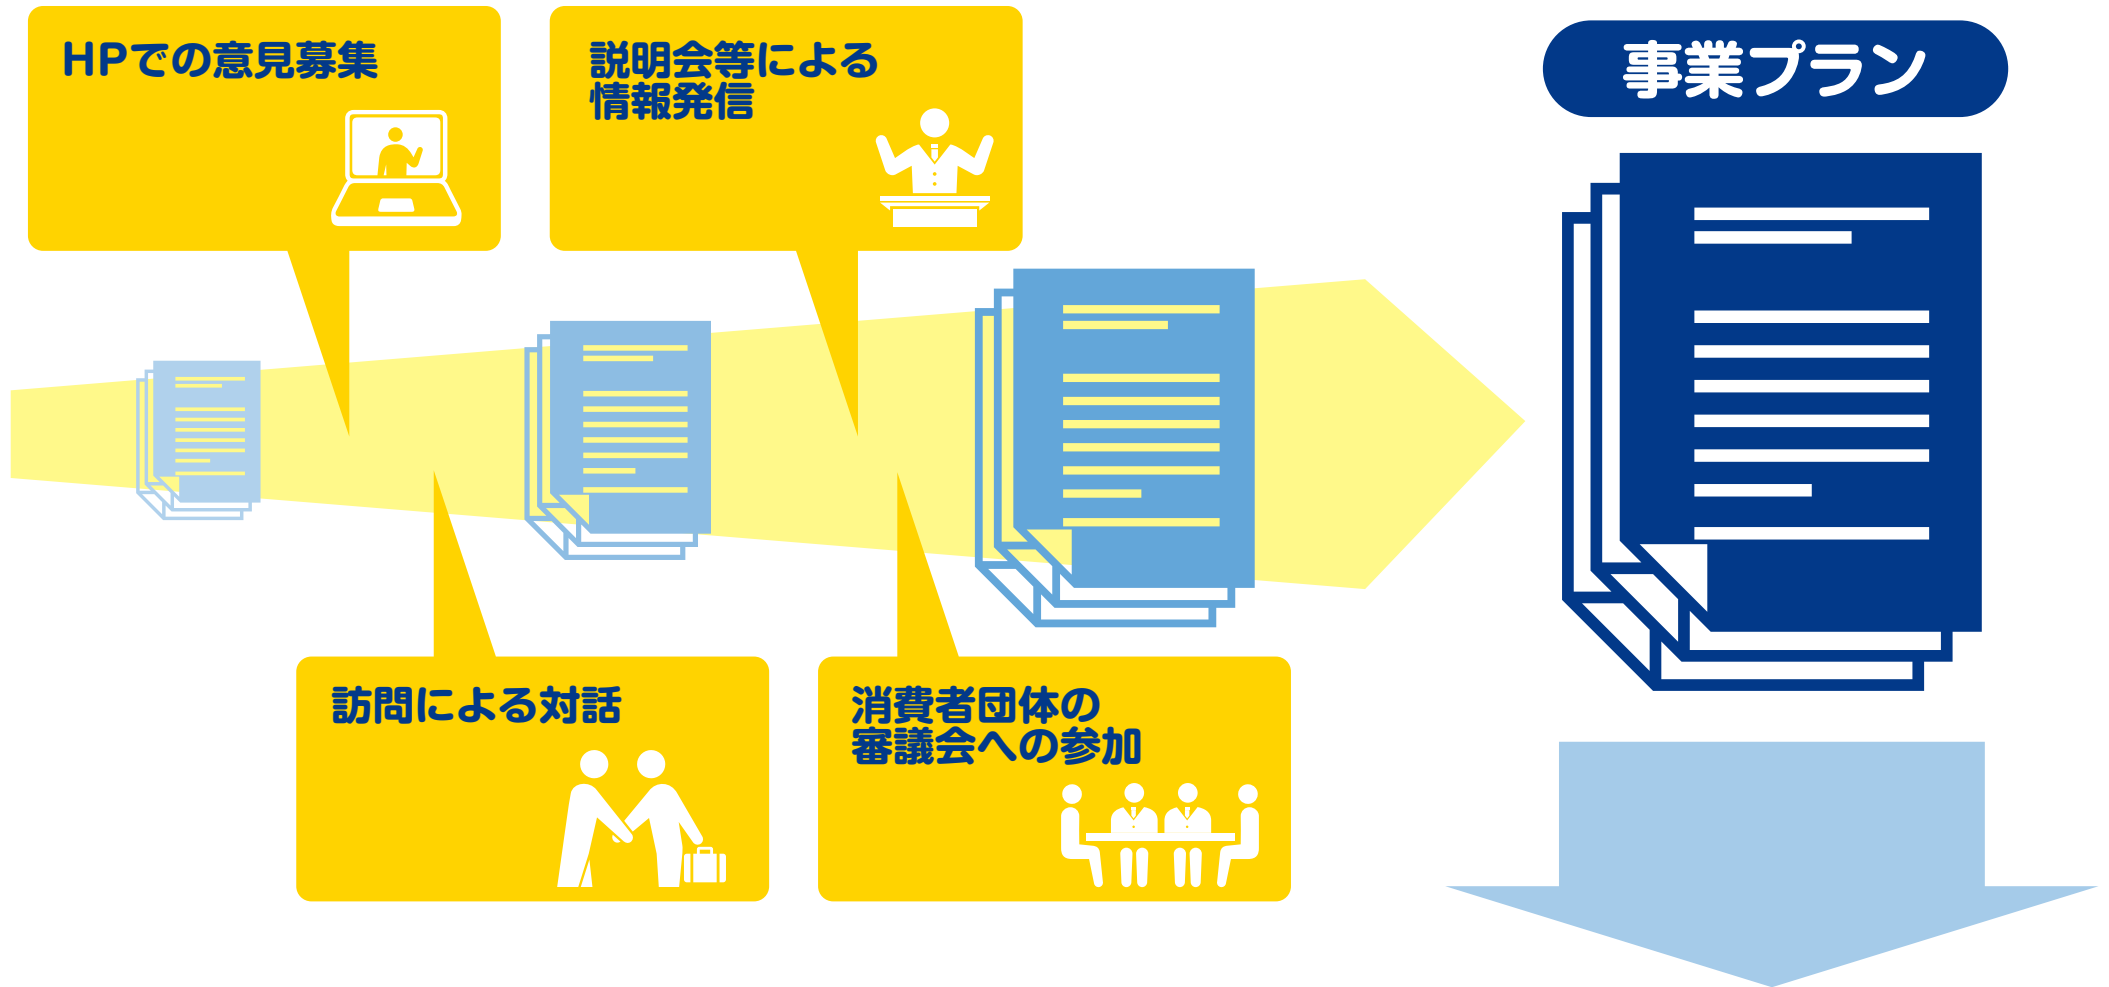 HPでの意見募集
説明会等による
情報発信
事業プラン
訪問による対話
消費者団体の
審議会への参加